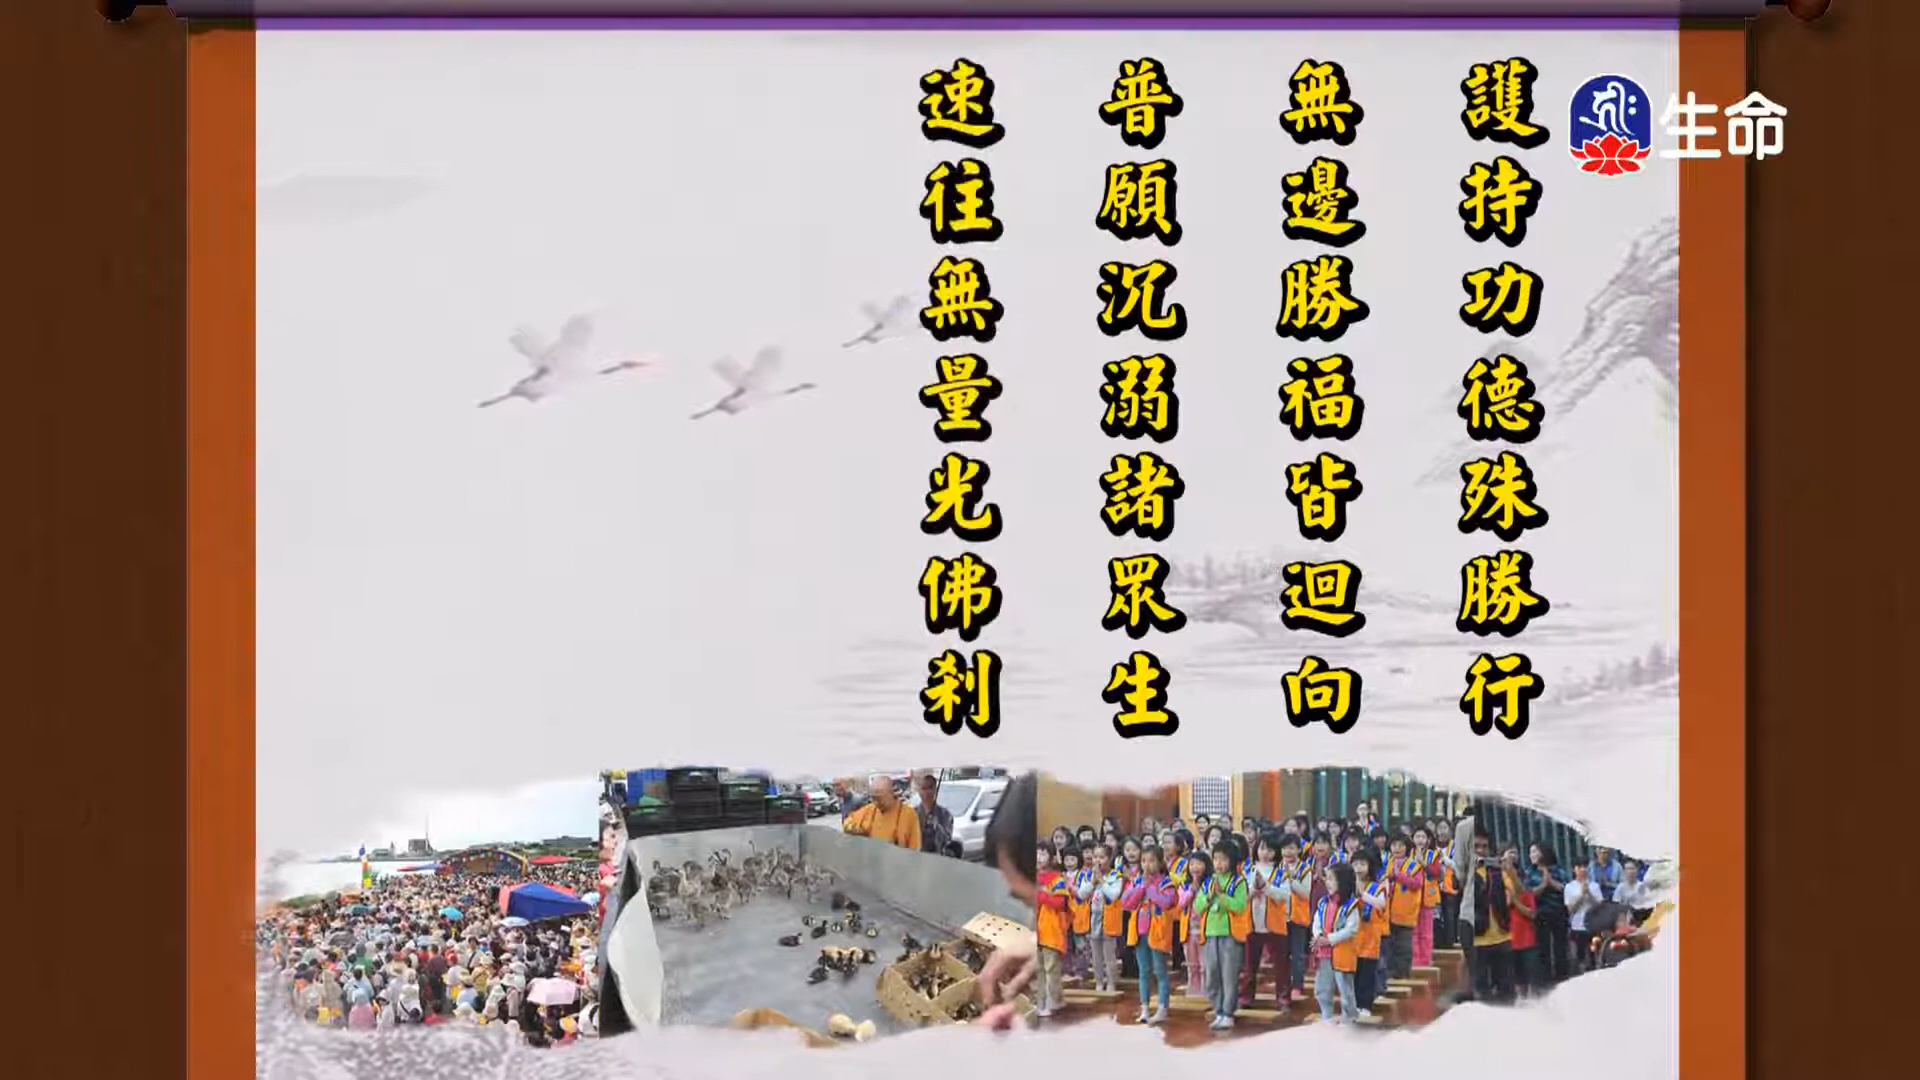 護持功德殊勝行
無邊勝福皆迴向
普願沉溺諸眾生
速往無量光佛剎
生命